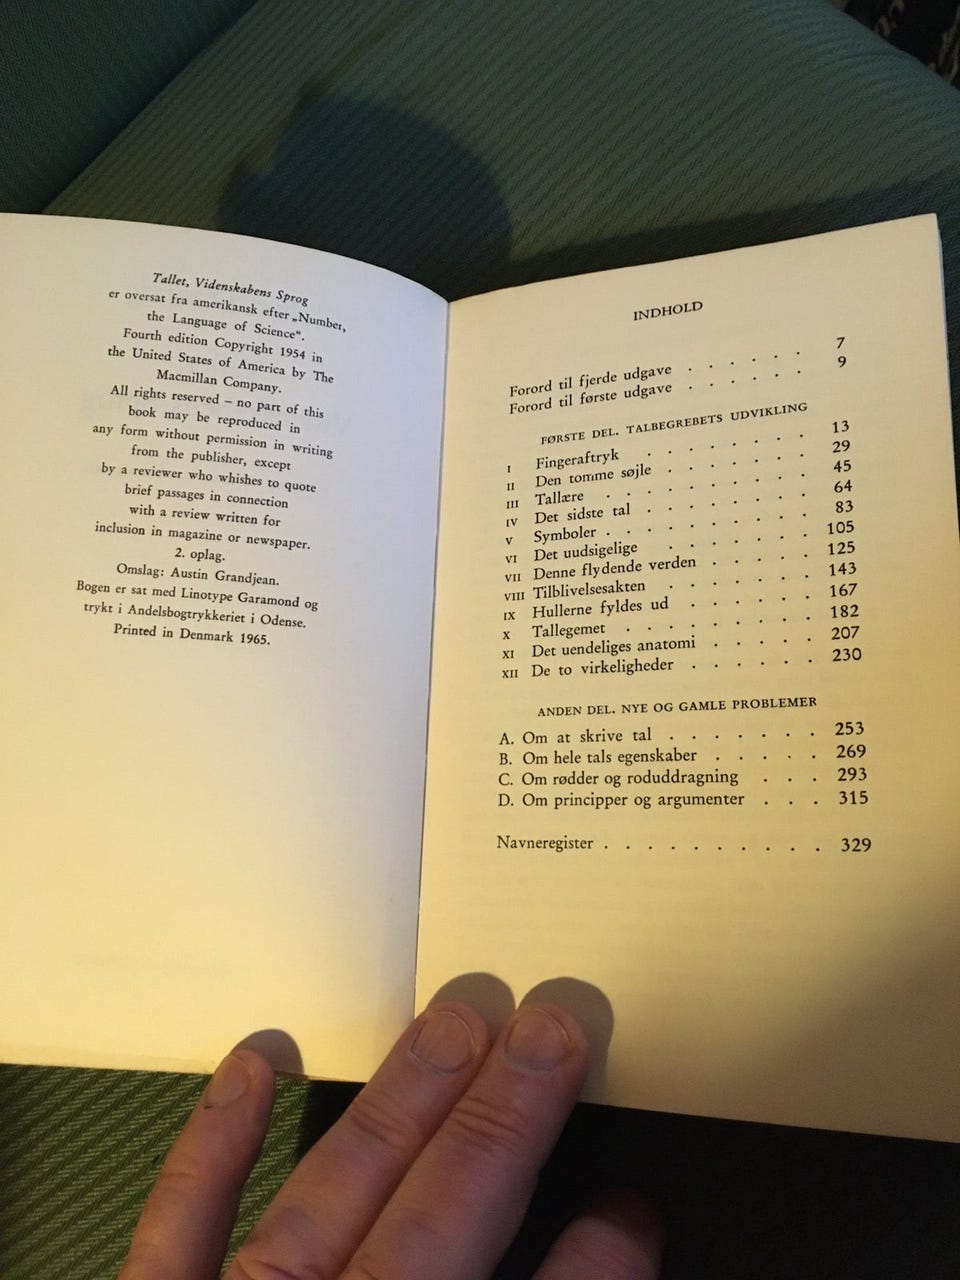 Tallet, Videnskabens Sprog
er oversat fra amerikansk efter „Number,
the Language of Science“.
Fourth edition Copyright 1954 in
the United States of America by The
Macmillan Company.
All rights reserved – no part of this
book may be reproduced in
any form without permission in writing
from the publisher, except
by a reviewer who whishes to quote
brief passages in connection
with a review written for
inclusion in magazine or newspaper.
2. oplag.
Omslag: Austin Grandjean.
Bogen er sat med Linotype Garamond og
trykt i Andelsbogtrykkeriet i Odense.
Printed in Denmark 1965.
INDHOLD
Forord til fjerde udgave . . . . . 7
Forord til første udgave . . . . . 9
FØRSTE DEL. TALBEGREBETS UDVIKLING
I Fingeraftryk . . . . . . 13
II Den tomme søjle . . . . . . 29
III Tallære . . . . . . . 45
IV Det sidste tal . . . . . . 64
V Symboler . . . . . . . . 83
VI Det uudsigelige . . . . . . 105
VII Denne flydende verden . . . . . 125
VIII Tilblivelsesakten . . . . . . 143
IX Hullerne fyldes ud . . . . . 167
X Tallegemet . . . . . . . 182
XI Det uendeliges anatomi . . . . . 207
XII De to virkeligheder . . . . . 230
ANDEN DEL. NYE OG GAMLE PROBLEMER
A. Om at skrive tal . . . . . . 253
B. Om hele tals egenskaber . . . . . 269
C. Om rødder og roduddragning . . . 293
D. Om principper og argumenter . . . 315
Navneregister . . . . . . . . . . 329